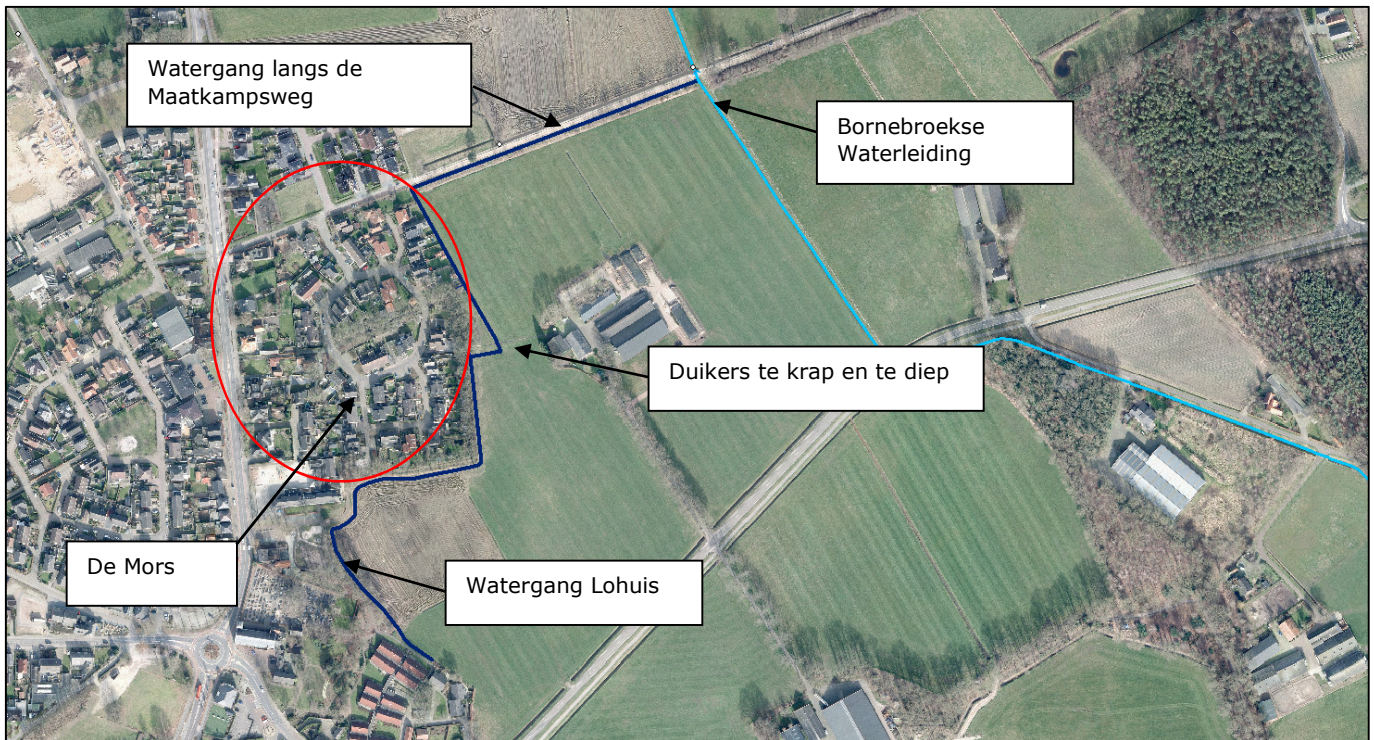 Watergang langs de
Maatkampsweg
Bornebroekse
Waterleiding
Duikers te krap en te diep
De Mors
Watergang Lohuis